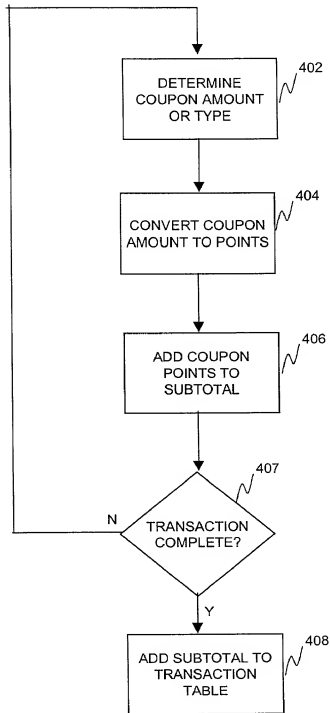 DETERMINE
COUPON AMOUNT
OR TYPE
402
CONVERT COUPON
AMOUNT TO POINTS
404
ADD COUPON
POINTS TO
SUBTOTAL
406
407
N
TRANSACTION
COMPLETE?
Y
ADD SUBTOTAL TO
TRANSACTION
TABLE
408